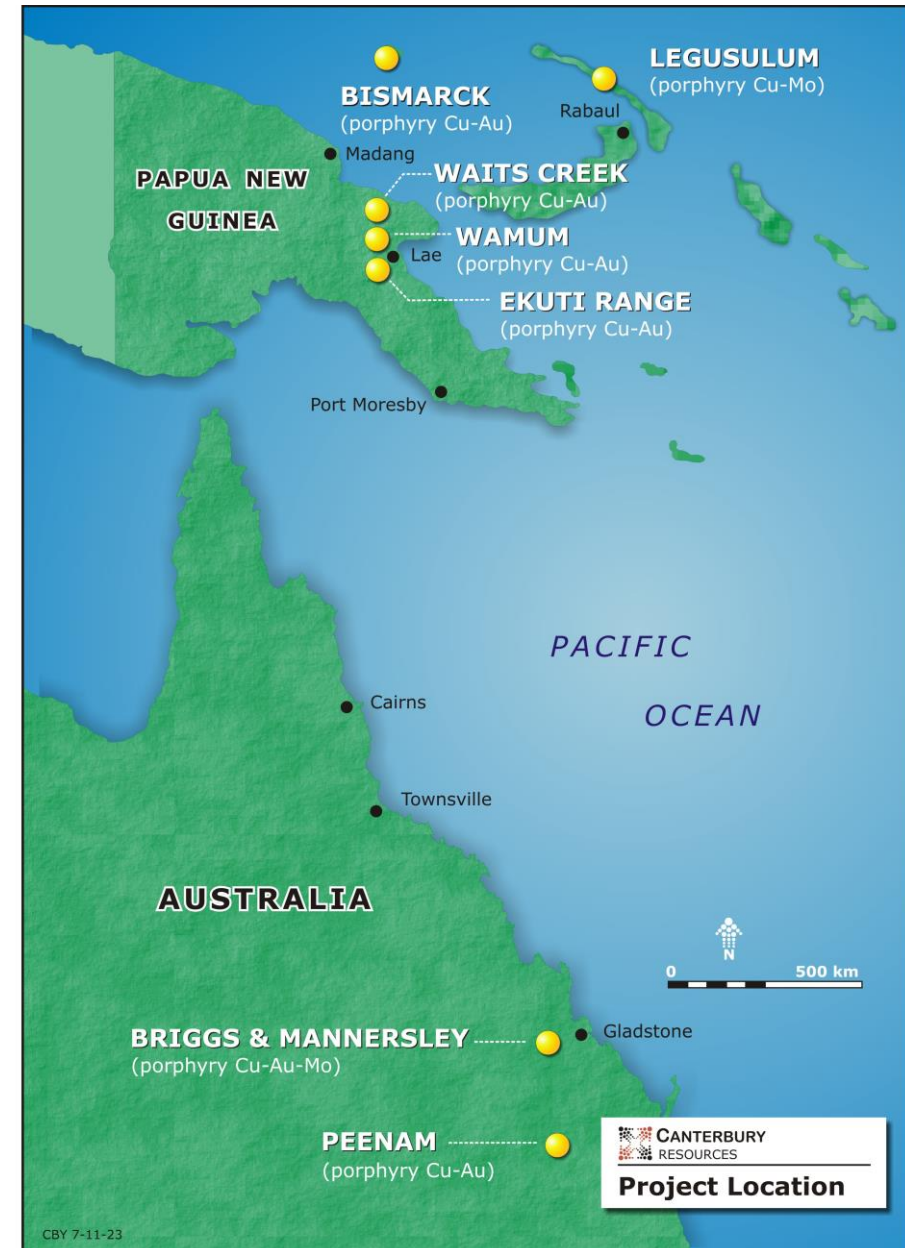 LEGUSULUM
(porphyry Cu-Mo)
BISMARCK
(porphyry Cu-Au)
Rabaul
Madang
PAPUA NEW
GUINEA
WAITS CREEK
(porphyry Cu-Au)
WAMUM
(porphyry Cu-Au)
Lae
EKUTI RANGE
(porphyry Cu-Au)
Port Moresby
PACIFIC
OCEAN
Cairns
Townsville
AUSTRALIA
N
0 500 km
BRIGGS & MANNERSLEY
(porphyry Cu-Au-Mo)
Gladstone
PEENAM
(porphyry Cu-Au)
CANTERBURY
RESOURCES
Project Location
CBY 7-11-23